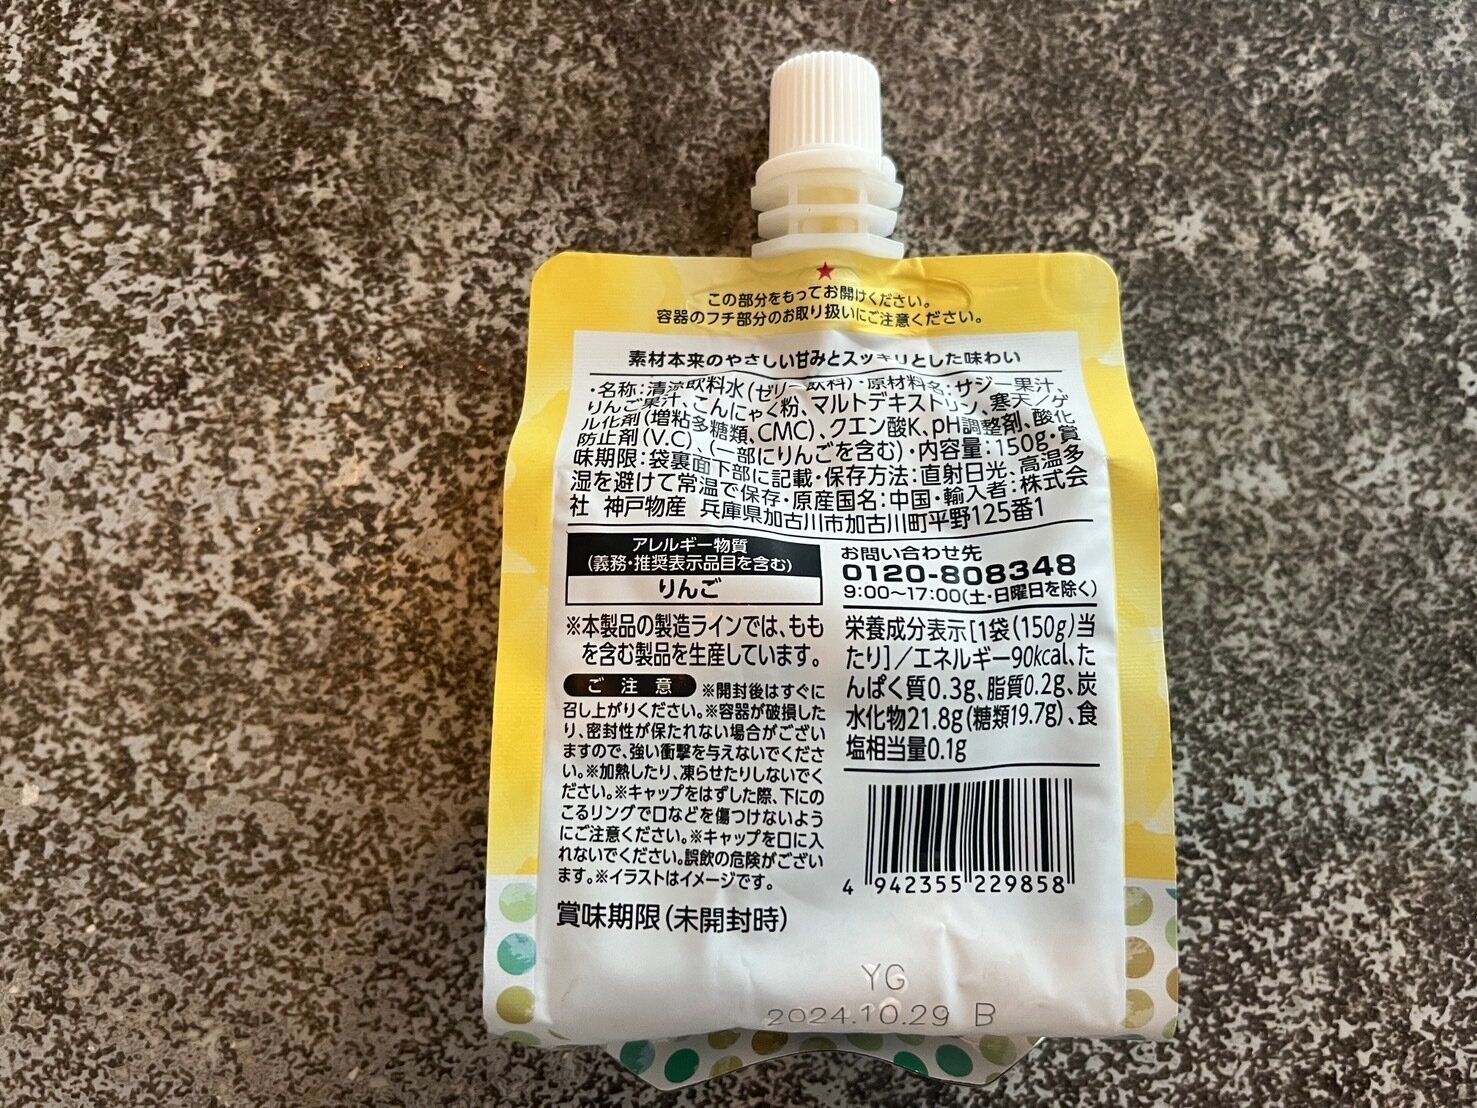 この部分をもってお開けください。
容器のフチ部分のお取り扱いにご注意ください。
素材本来のやさしい甘みとスッキリとした味わい
・名称：清涼飲料水(ゼリー飲料)・原材料名：サジー果汁、
りんご果汁、こんにゃく粉、マルトデキストリン、寒天／ゲ
ル化剤(増粘多糖類、CMC)、クエン酸K、pH調整剤、酸化
防止剤(V.C)、(一部にりんごを含む)・内容量：150g・賞
味期限：袋裏面下部に記載・保存方法：直射日光、高温多
湿を避けて常温で保存・原産国名：中国・輸入者：株式会
社 神戸物産 兵庫県加古川市加古川町平野125番1
アレルギー物質
(義務・推奨表示品目を含む)
りんご
※本製品の製造ラインでは、もも
を含む製品を生産しています。
ご注意 ※開封後はすぐに
召し上がりください。※容器が破損した
り、密封性が保たれない場合がござい
ますので、強い衝撃を与えないでくださ
い。※加熱したり、凍らせたりしないでく
ださい。※キャップをはずした際、下にの
こるリングで口などを傷つけないよう
にご注意ください。※キャップを口に入
れないでください。誤飲の危険がござい
ます。※イラストはイメージです。
お問い合わせ先
0120-808348
9:00～17:00(土・日曜日を除く)
栄養成分表示[1袋(150g)当
たり]／エネルギー90kcal、た
んぱく質0.3g、脂質0.2g、炭
水化物21.8g(糖類19.7g)、食
塩相当量0.1g
4 942355 229858
賞味期限(未開封時)
YG
2024.10.29 B